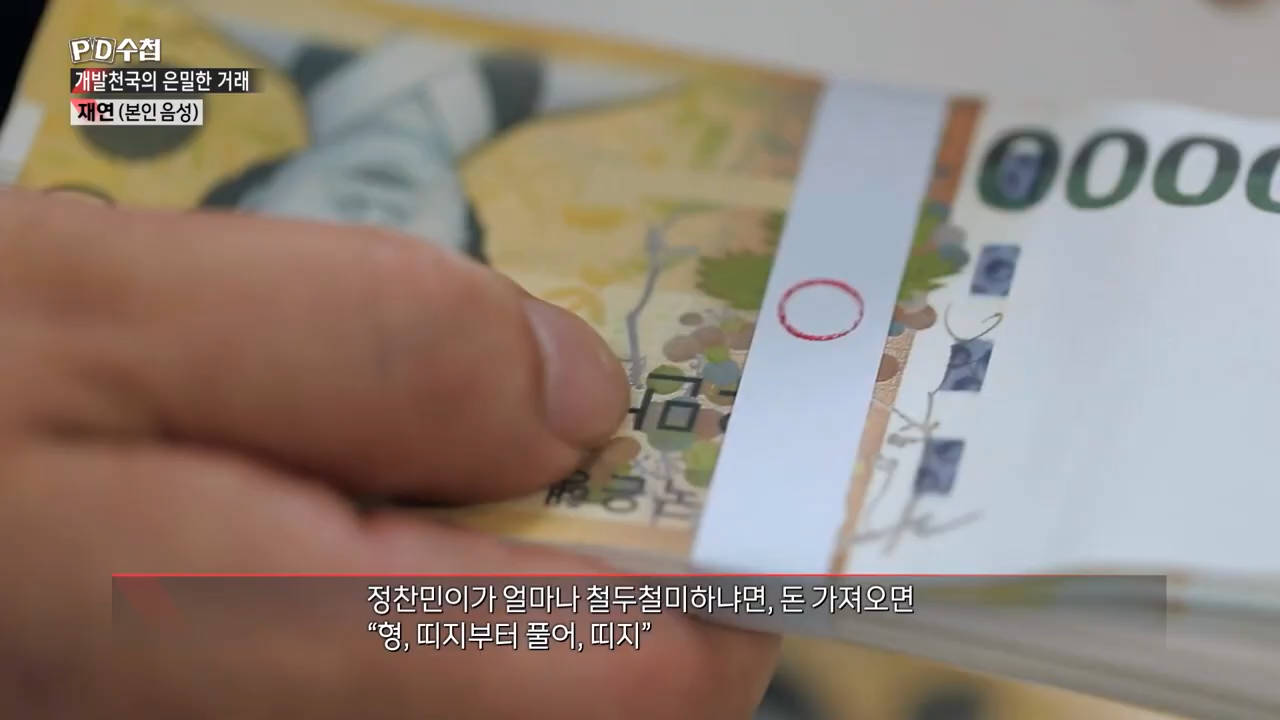 PD수첩
개발천국의 은밀한 거래
재연 (본인 음성)
0000
정찬민이가 얼마나 철두철미하냐면, 돈 가져오면
“형, 띠지부터 풀어, 띠지”